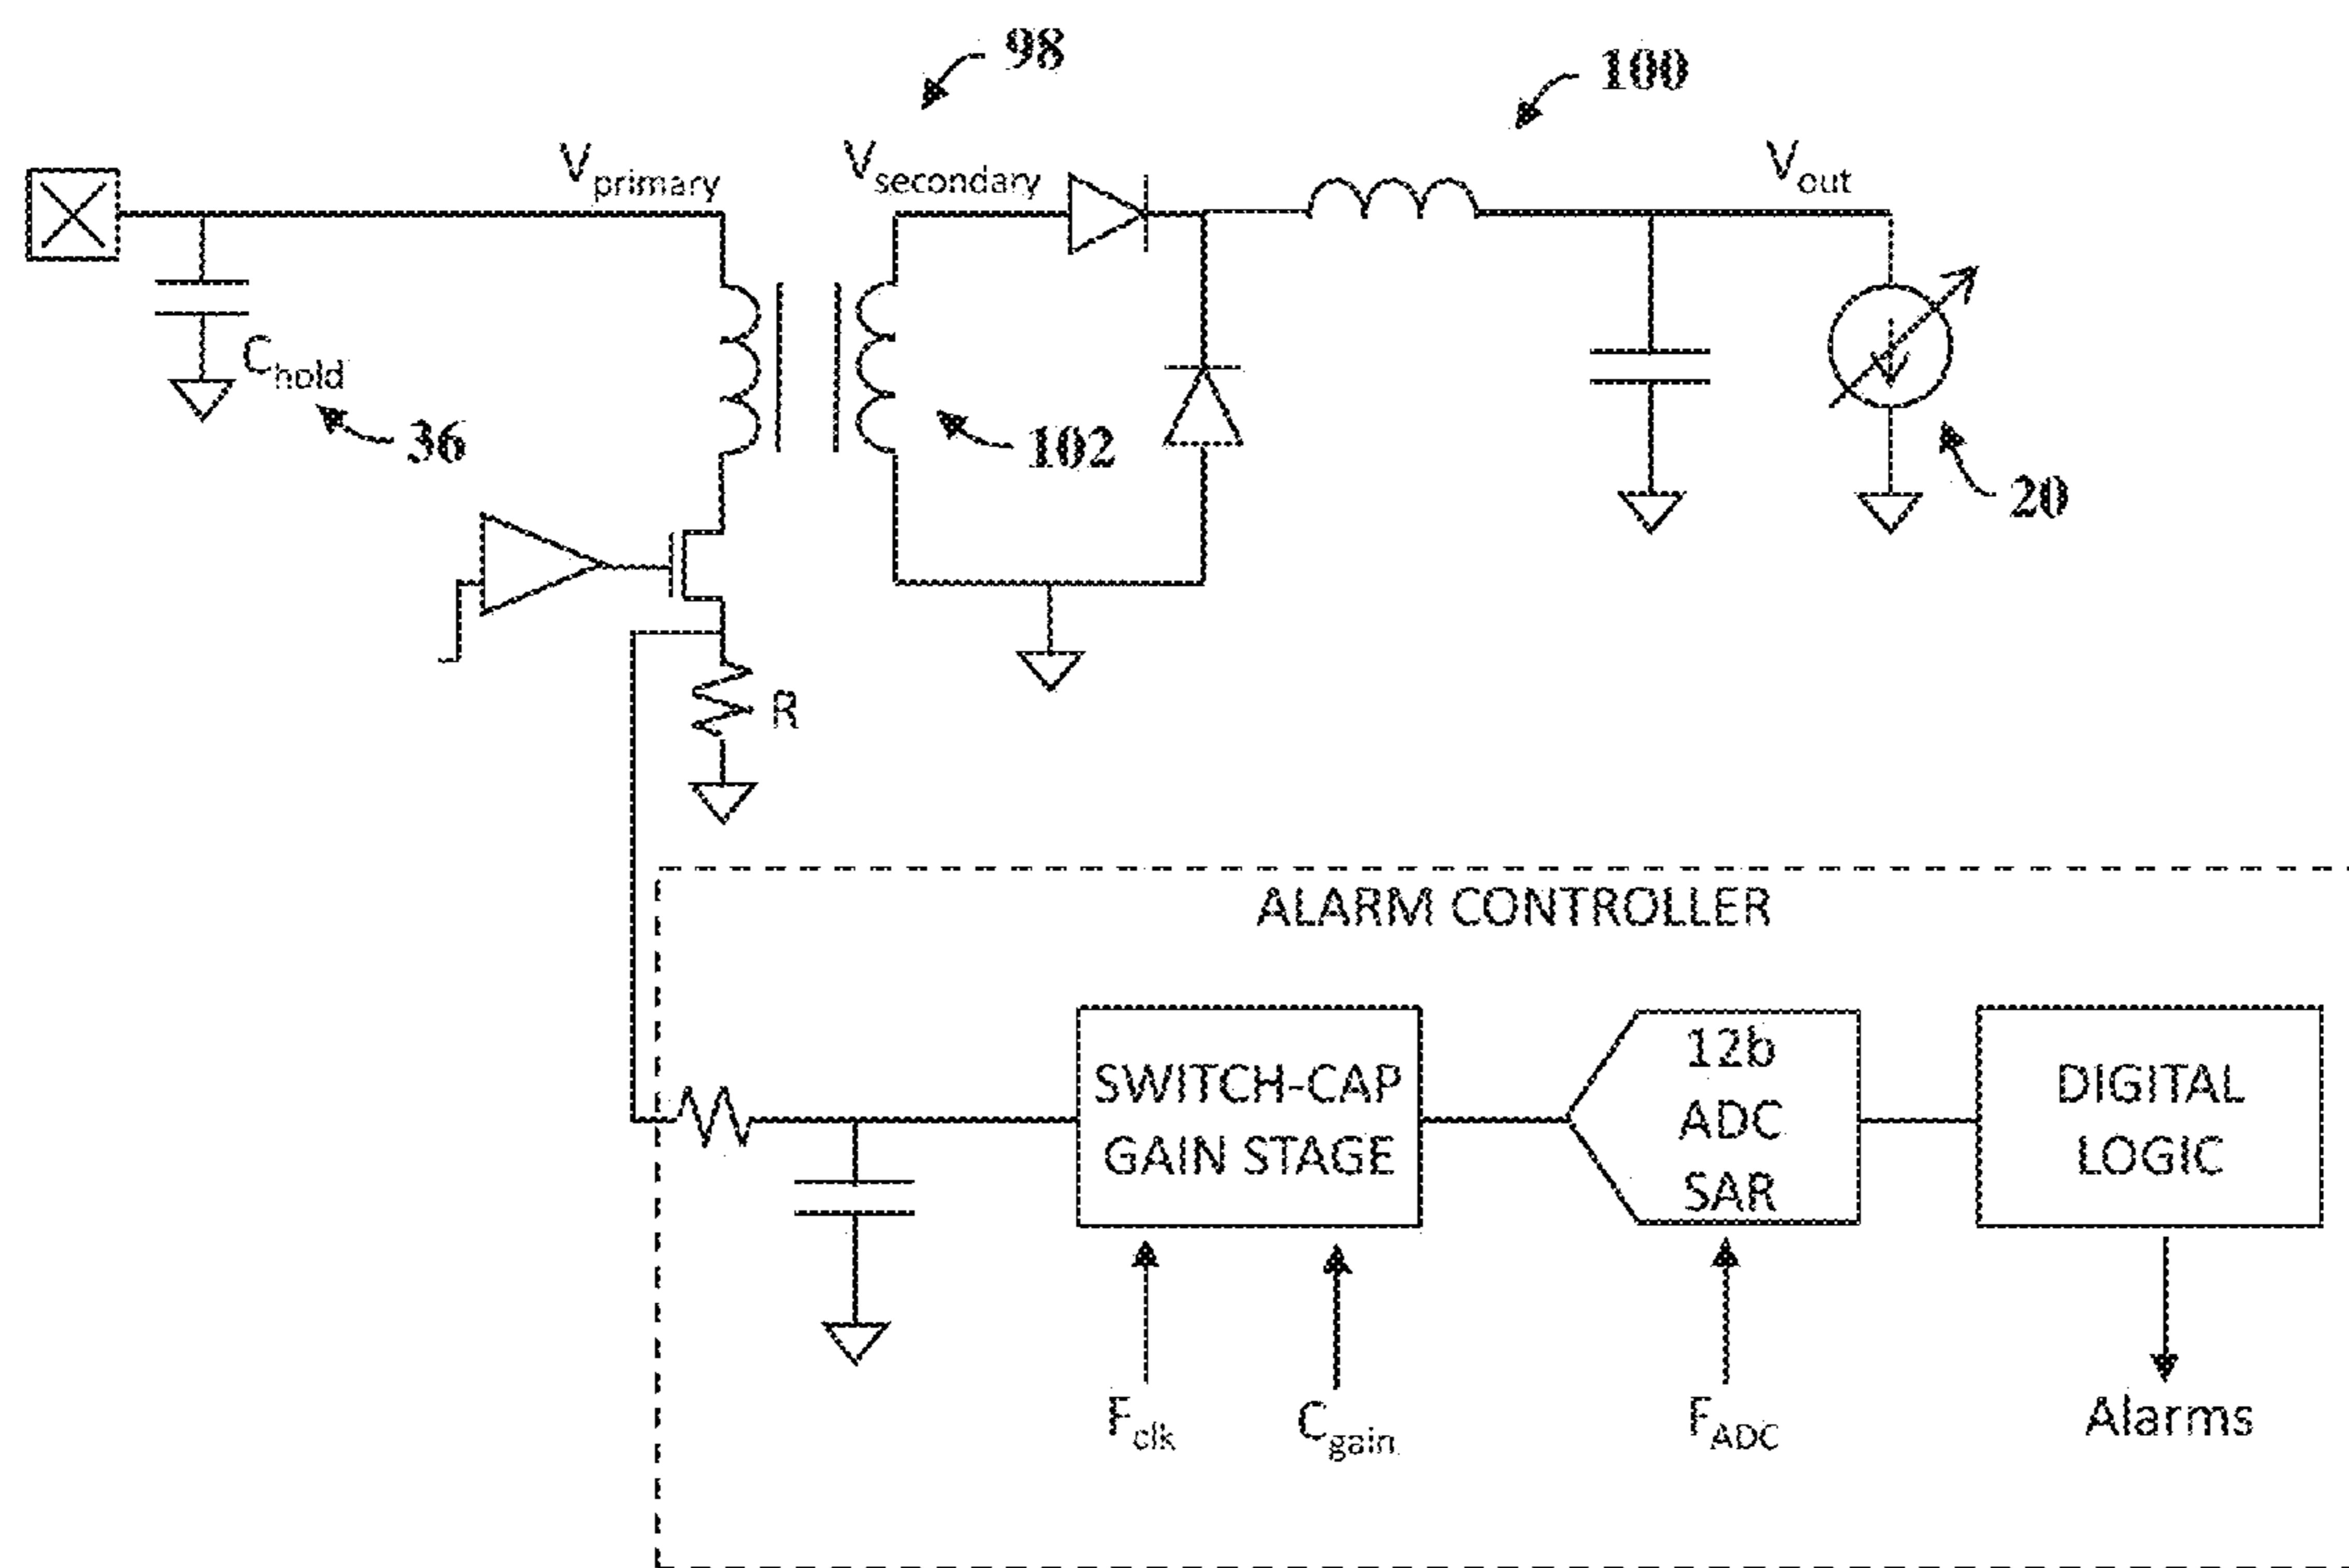 98
100
Vprimary
Vsecondary
Vout
Chold
36
102
20
R
ALARM CONTROLLER
SWITCH-CAP
GAIN STAGE
12b
ADC
SAR
DIGITAL
LOGIC
Fclk
Cgain
FADC
Alarms